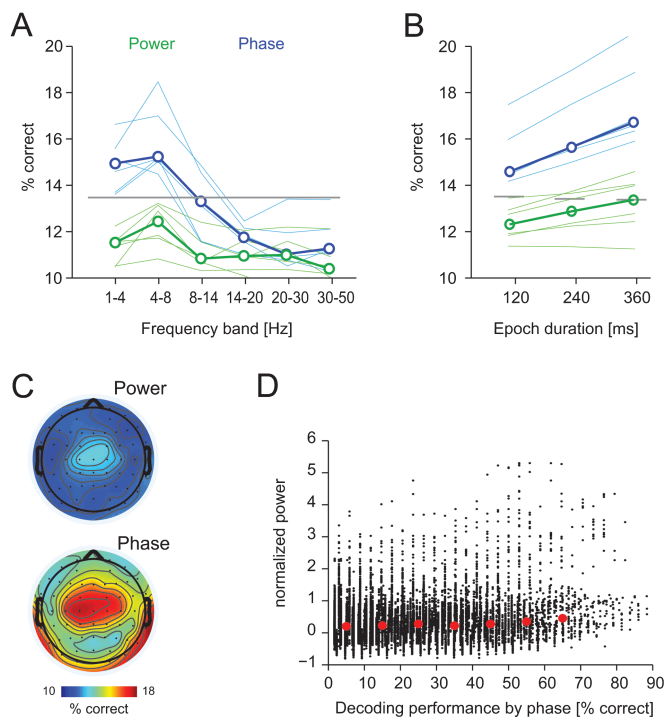 A
Power
Phase
% correct
20
18
16
14
12
10
1-4
4-8
8-14
14-20
20-30
30-50
Frequency band [Hz]
B
% correct
20
18
16
14
12
10
120
240
360
Epoch duration [ms]
C
Power
Phase
10
18
% correct
D
normalized power
6
5
4
3
2
1
0
−1
0
10
20
30
40
50
60
70
80
90
Decoding performance by phase [% correct]